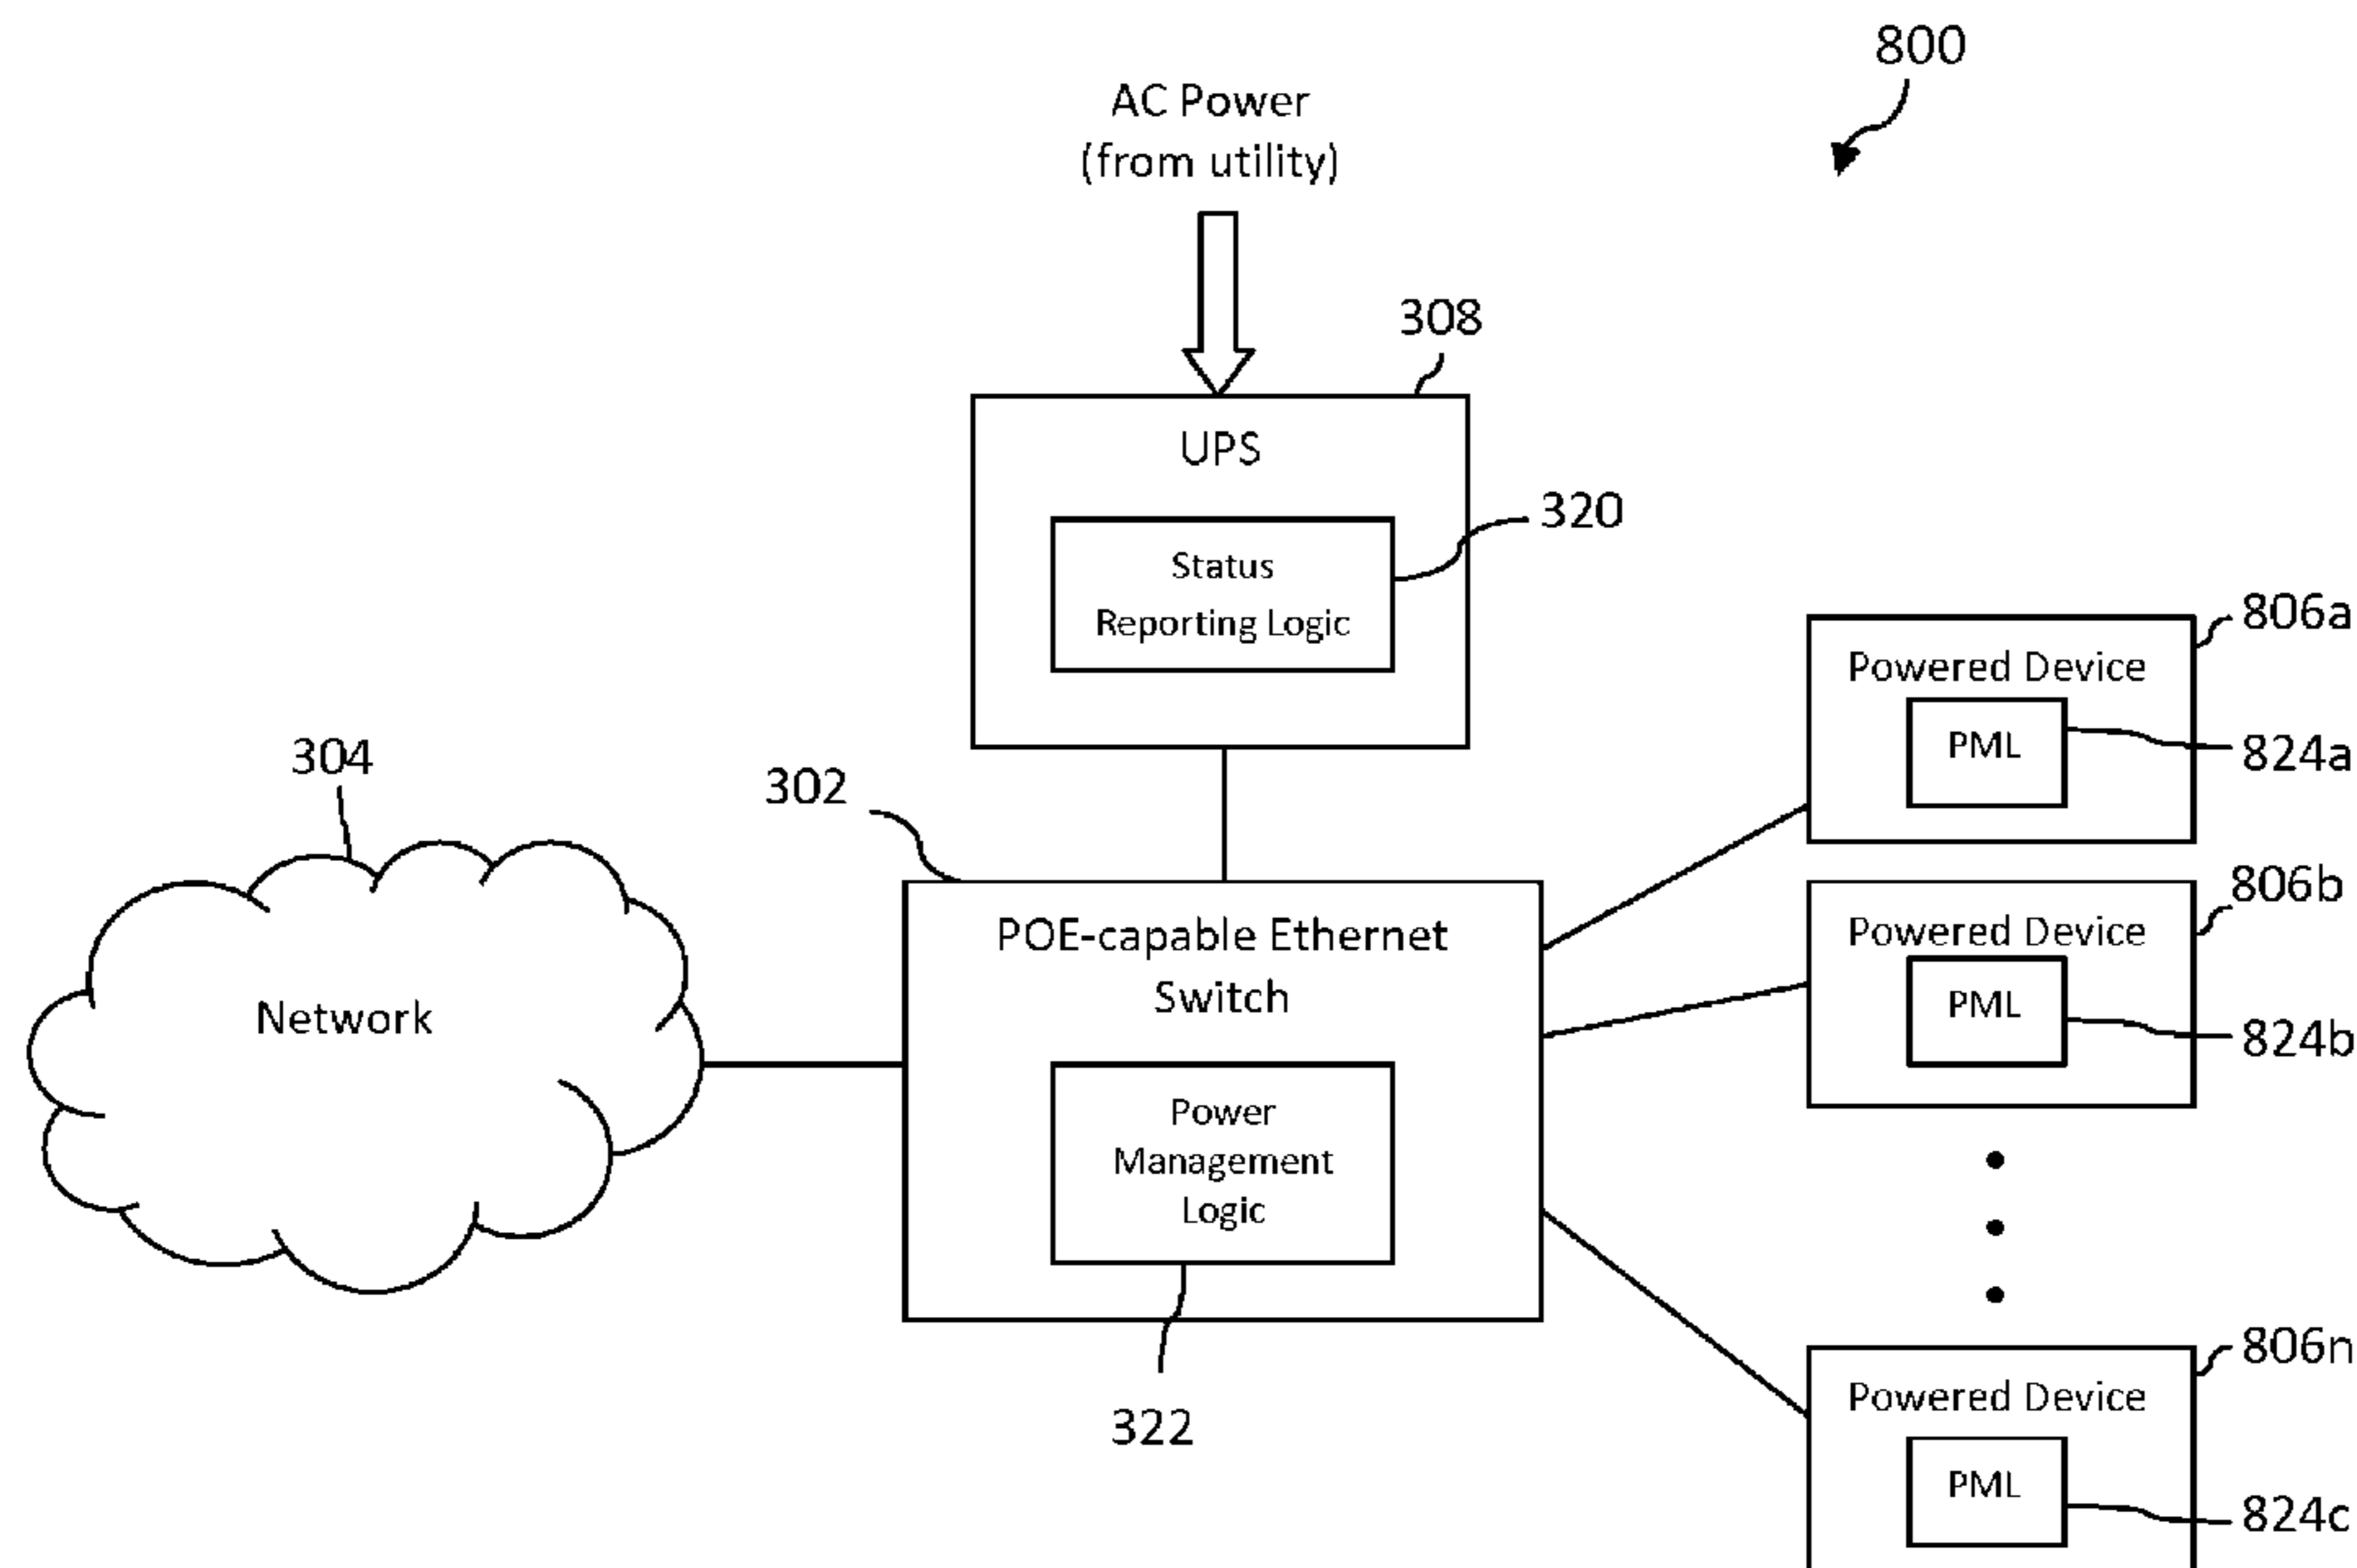 800
AC Power
(from utility)
308
UPS
320
Status
Reporting Logic
806a
Powered Device
PML
824a
304
302
806b
POE-capable Ethernet
Switch
Powered Device
PML
824b
Network
Power
Management
Logic
322
806n
Powered Device
PML
824c